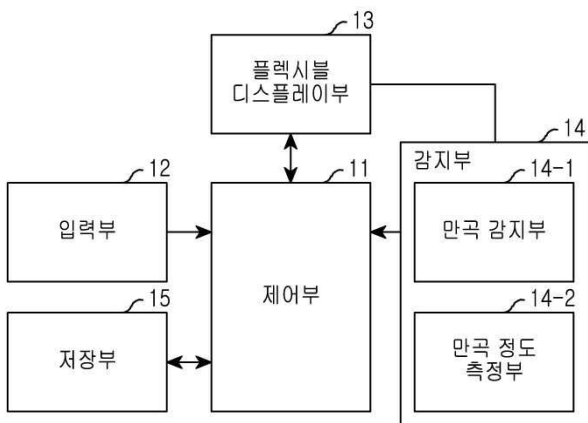 13
플렉시블
디스플레이부
14
감지부
12
입력부
11
제어부
14-1
만곡 감지부
15
저장부
14-2
만곡 정도
측정부